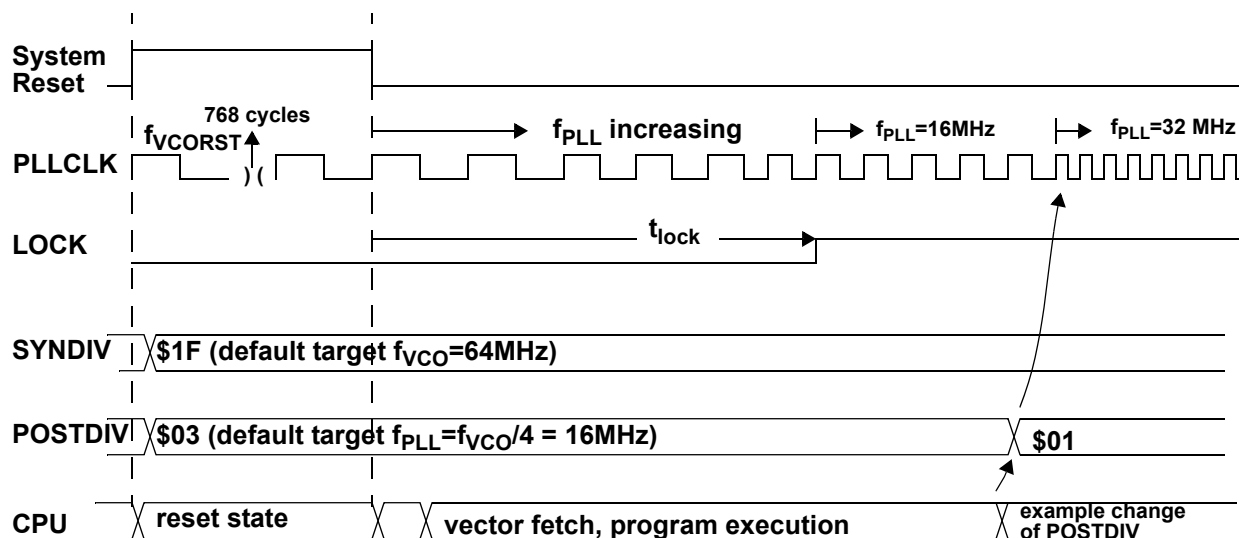 System
Reset
768 cycles
fVCORST
fPLL increasing
fPLL=16MHz
fPLL=32 MHz
PLLCLK
) (
tlock
LOCK
SYNDIV $1F (default target fVCO=64MHz)
POSTDIV $03 (default target fPLL=fVCO/4 = 16MHz) $01
CPU reset state vector fetch, program execution example change
of POSTDIV